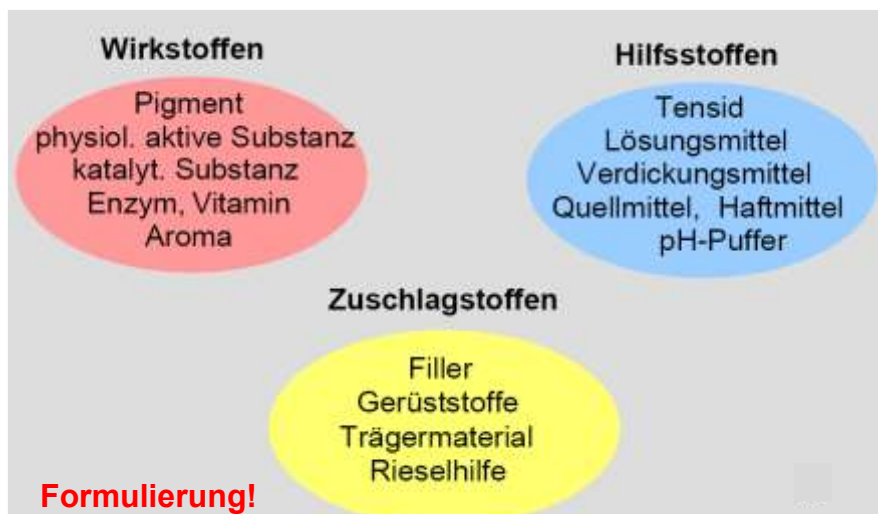 Wirkstoffen
Pigment
physiol. aktive Substanz
katalyt. Substanz
Enzym, Vitamin
Aroma
Hilfsstoffen
Tensid
Lösungsmittel
Verdickungsmittel
Quellmittel, Haftmittel
pH-Puffer
Zuschlagstoffen
Filler
Gerüststoffe
Trägermaterial
Rieselhilfe
Formulierung!